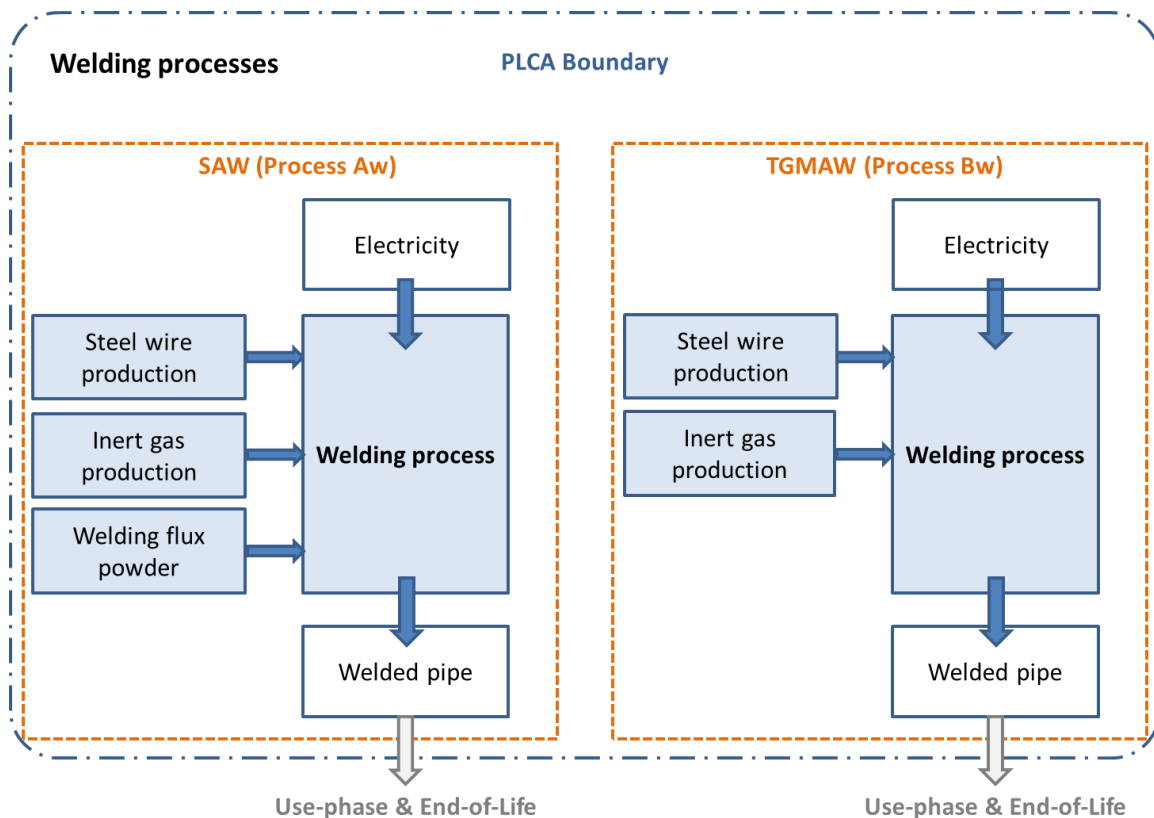 Welding processes
PLCA Boundary
SAW (Process Aw)
Electricity
Steel wire
production
Inert gas
production
Welding flux
powder
Welding process
Welded pipe
Use-phase & End-of-Life
TGMAW (Process Bw)
Electricity
Steel wire
production
Inert gas
production
Welding process
Welded pipe
Use-phase & End-of-Life